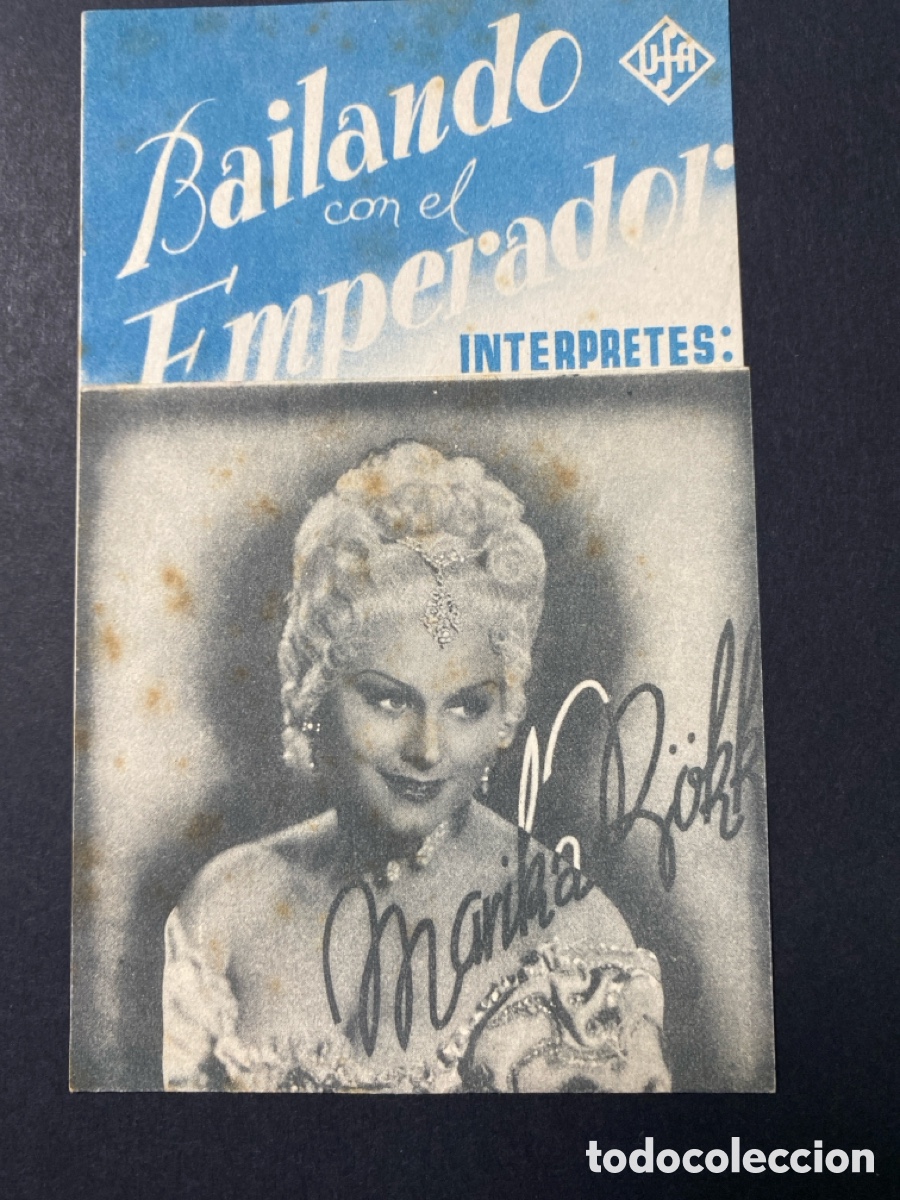 Bailando
UFA
con el
Emperador
INTERPRETES:
Marika Rökk
todocoleccion